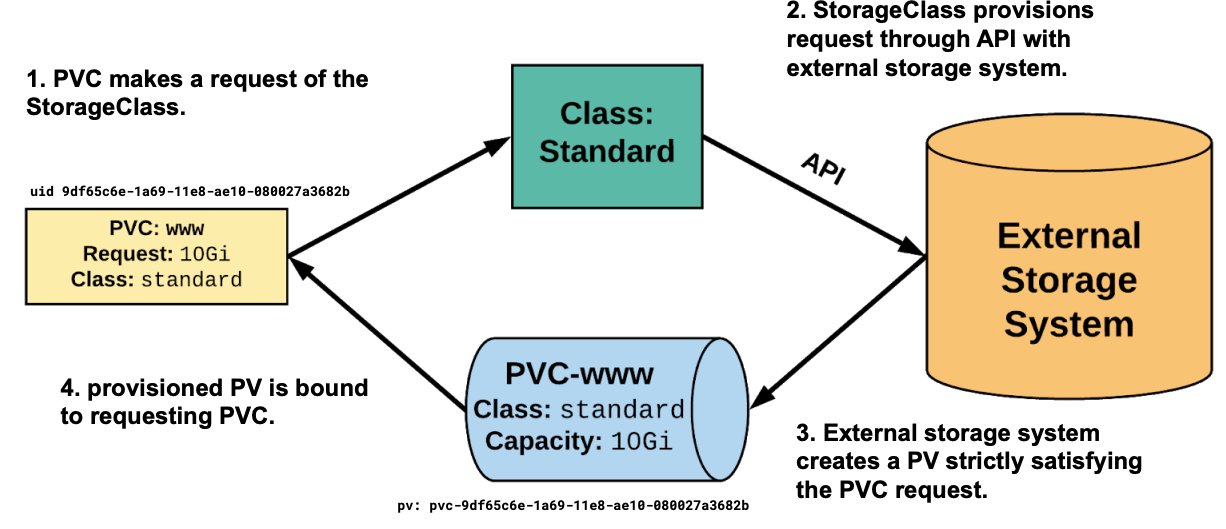 2. StorageClass provisions
request through API with
external storage system.
1. PVC makes a request of the
StorageClass.
Class:
Standard
API
uid 9df65c6e-1a69-11e8-ae10-080027a3682b
PVC: www
Request: 10Gi
Class: standard
External
Storage
System
PVC-www
Class: standard
Capacity: 10Gi
4. provisioned PV is bound
to requesting PVC.
3. External storage system
creates a PV strictly satisfying
the PVC request.
pv: pvc-9df65c6e-1a69-11e8-ae10-080027a3682b